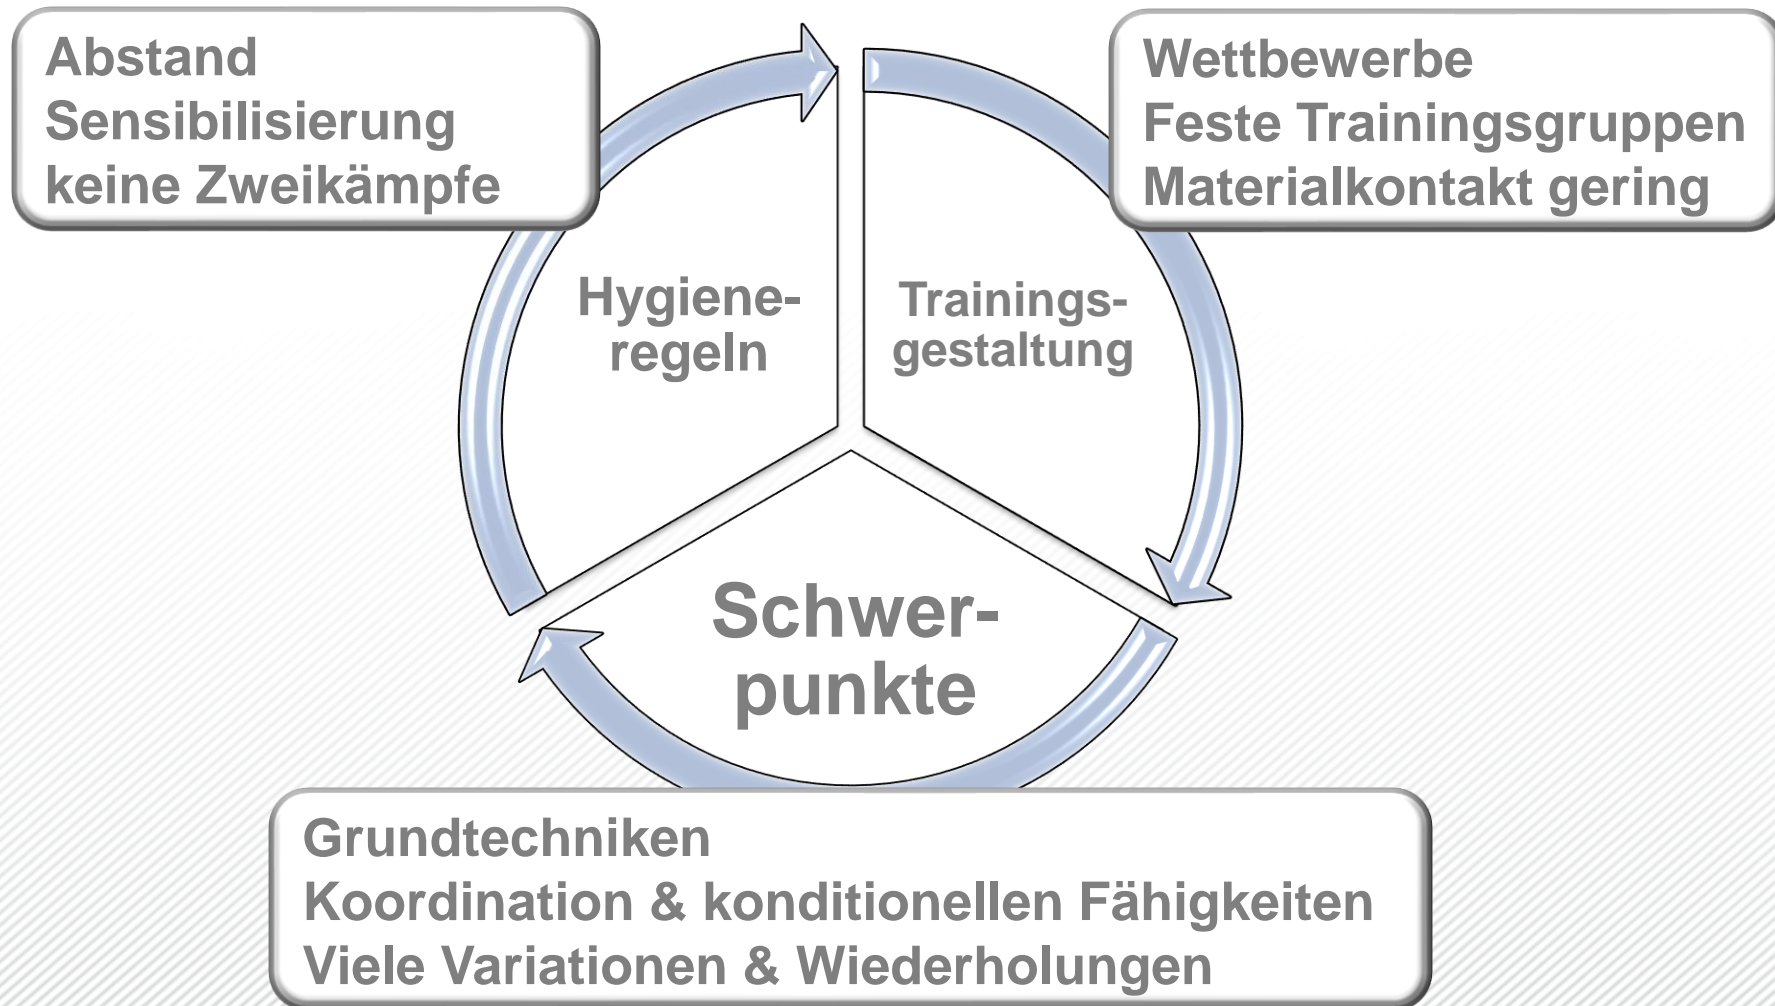 Abstand
Sensibilisierung
keine Zweikämpfe
Wettbewerbe
Feste Trainingsgruppen
Materialkontakt gering
Hygiene-
regeln
Trainings-
gestaltung
Schwer-
punkte
Grundtechniken
Koordination & konditionellen Fähigkeiten
Viele Variationen & Wiederholungen